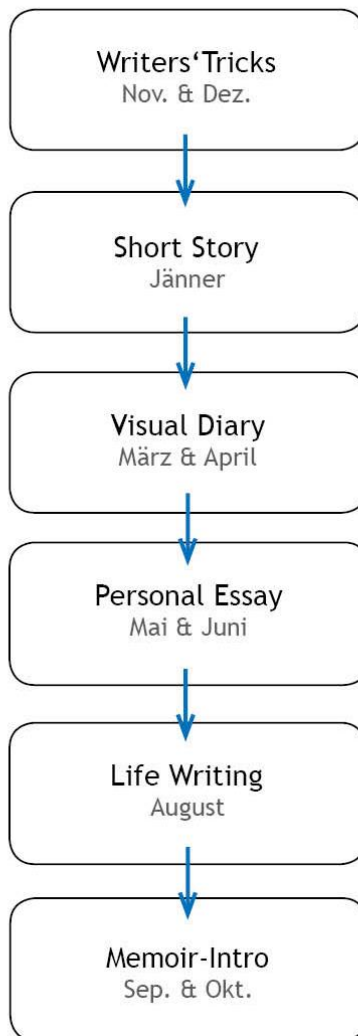 Writers‘Tricks
Nov. & Dez.
Short Story
Jänner
Visual Diary
März & April
Personal Essay
Mai & Juni
Life Writing
August
Memoir-Intro
Sep. & Okt.